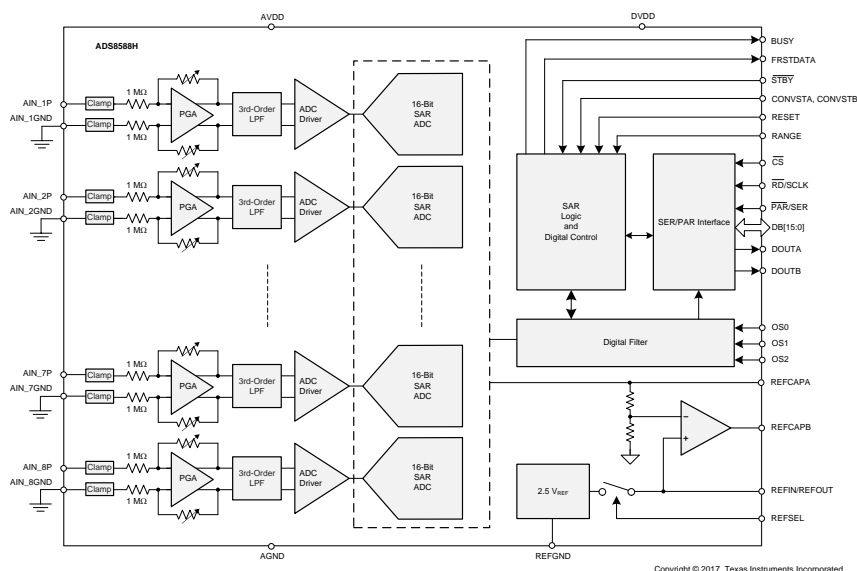 AVDD
DVDD
ADS8588H
BUSY
FRSTDATA
STBY
CONVSTA, CONVSTB
RESET
RANGE
CS
RD/SCLK
PAR/SER
DB[15:0]
DOUTA
DOUTB
OS0
OS1
OS2
REFCAPA
REFCAPB
REFIN/REFOUT
REFSEL
AIN_1P
AIN_1GND
Clamp
Clamp
1 MΩ
1 MΩ
PGA
3rd-Order
LPF
ADC
Driver
16-Bit
SAR
ADC
AIN_2P
AIN_2GND
Clamp
Clamp
1 MΩ
1 MΩ
PGA
3rd-Order
LPF
ADC
Driver
16-Bit
SAR
ADC
SAR
Logic
and
Digital Control
SER/PAR Interface
Digital Filter
AIN_7P
AIN_7GND
Clamp
Clamp
1 MΩ
1 MΩ
PGA
3rd-Order
LPF
ADC
Driver
16-Bit
SAR
ADC
AIN_8P
AIN_8GND
Clamp
Clamp
1 MΩ
1 MΩ
PGA
3rd-Order
LPF
ADC
Driver
16-Bit
SAR
ADC
−
+
2.5 VREF
AGND
REFGND
Copyright © 2017, Texas Instruments Incorporated